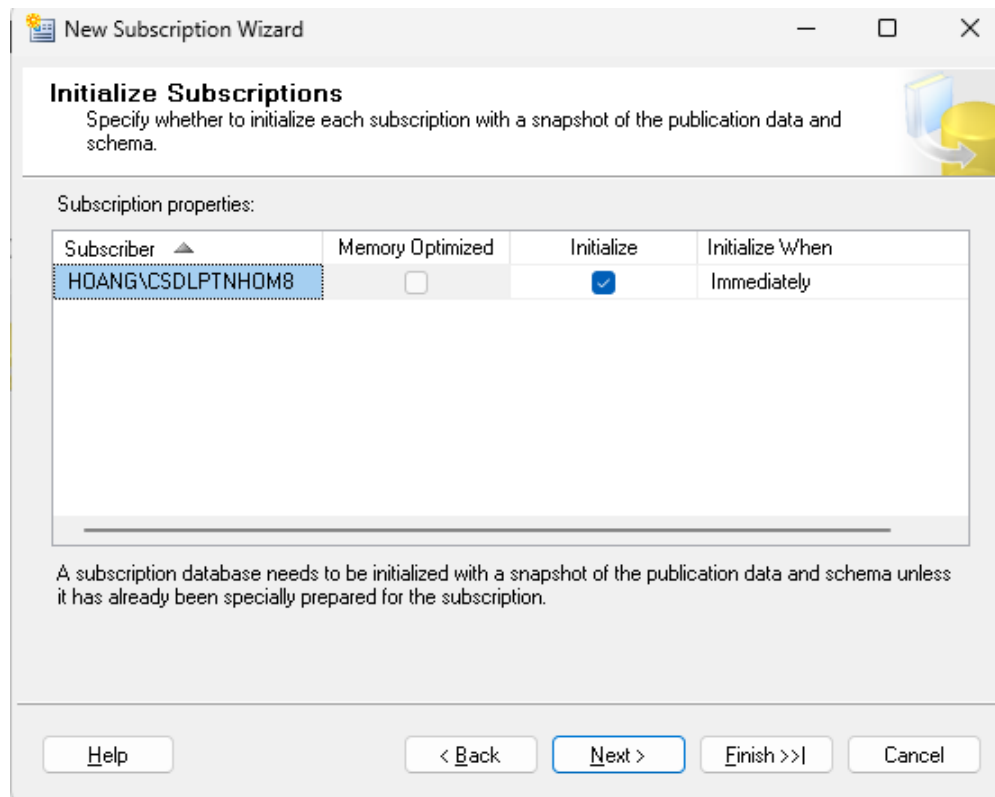 New Subscription Wizard
Initialize Subscriptions
Specify whether to initialize each subscription with a snapshot of the publication data and
schema.
Subscription properties:
Subscriber Memory Optimized Initialize Initialize When
HOANG\CSDLPTNHOM8 Immediately
A subscription database needs to be initialized with a snapshot of the publication data and schema unless
it has already been specially prepared for the subscription.
Help < Back Next > Finish >>| Cancel